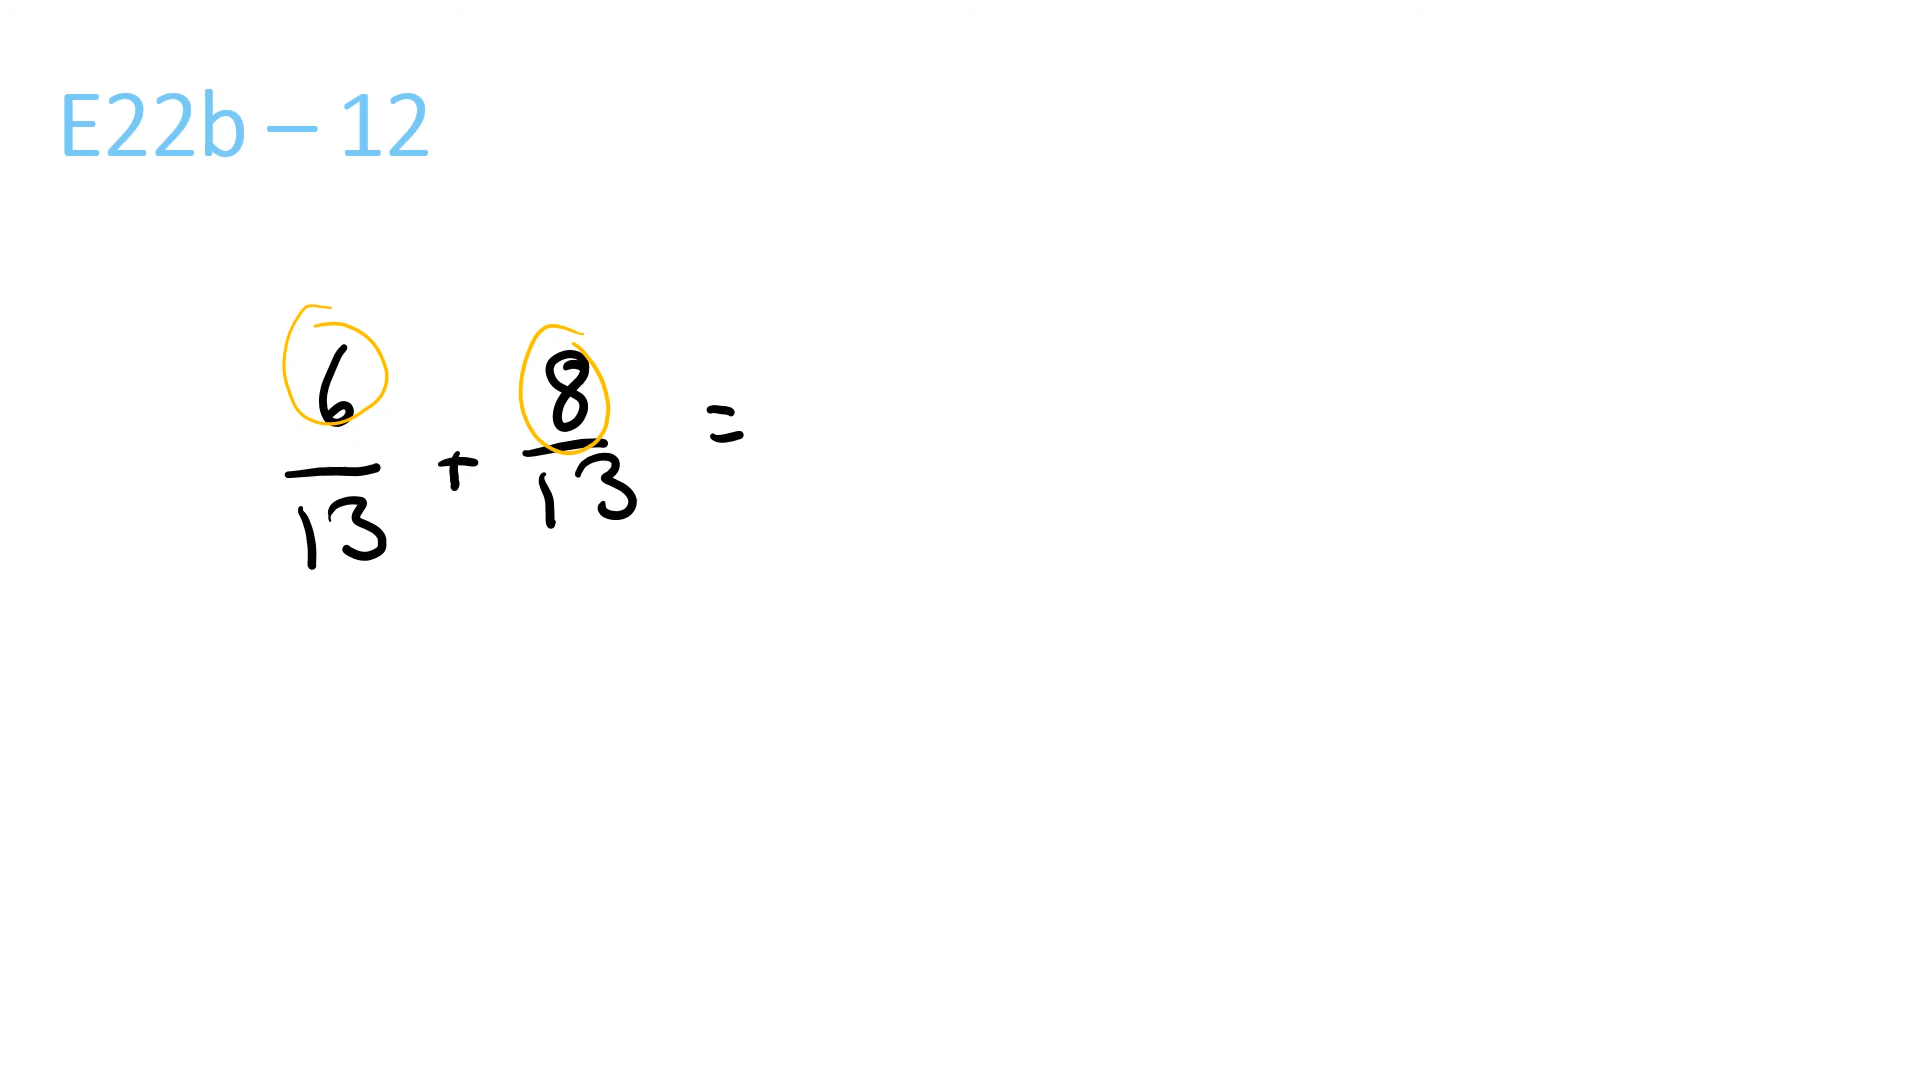 E22b – 12
6/13 + 8/13 =